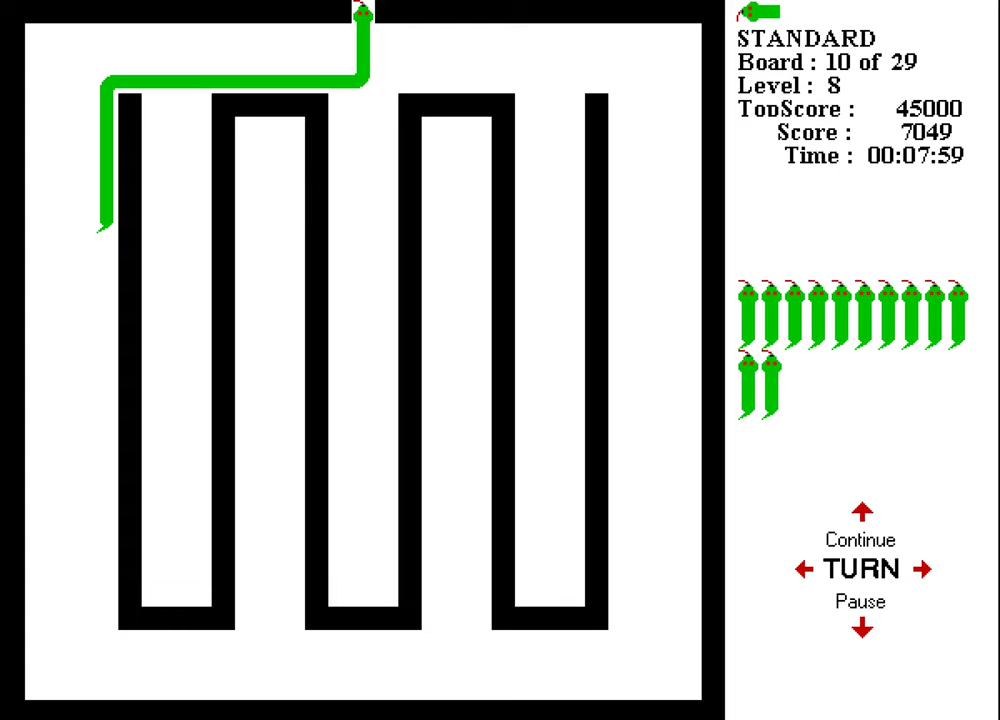 STANDARD
Board : 10 of 29
Level : 8
TopScore : 45000
Score : 7049
Time : 00:07:59
Continue
TURN
Pause